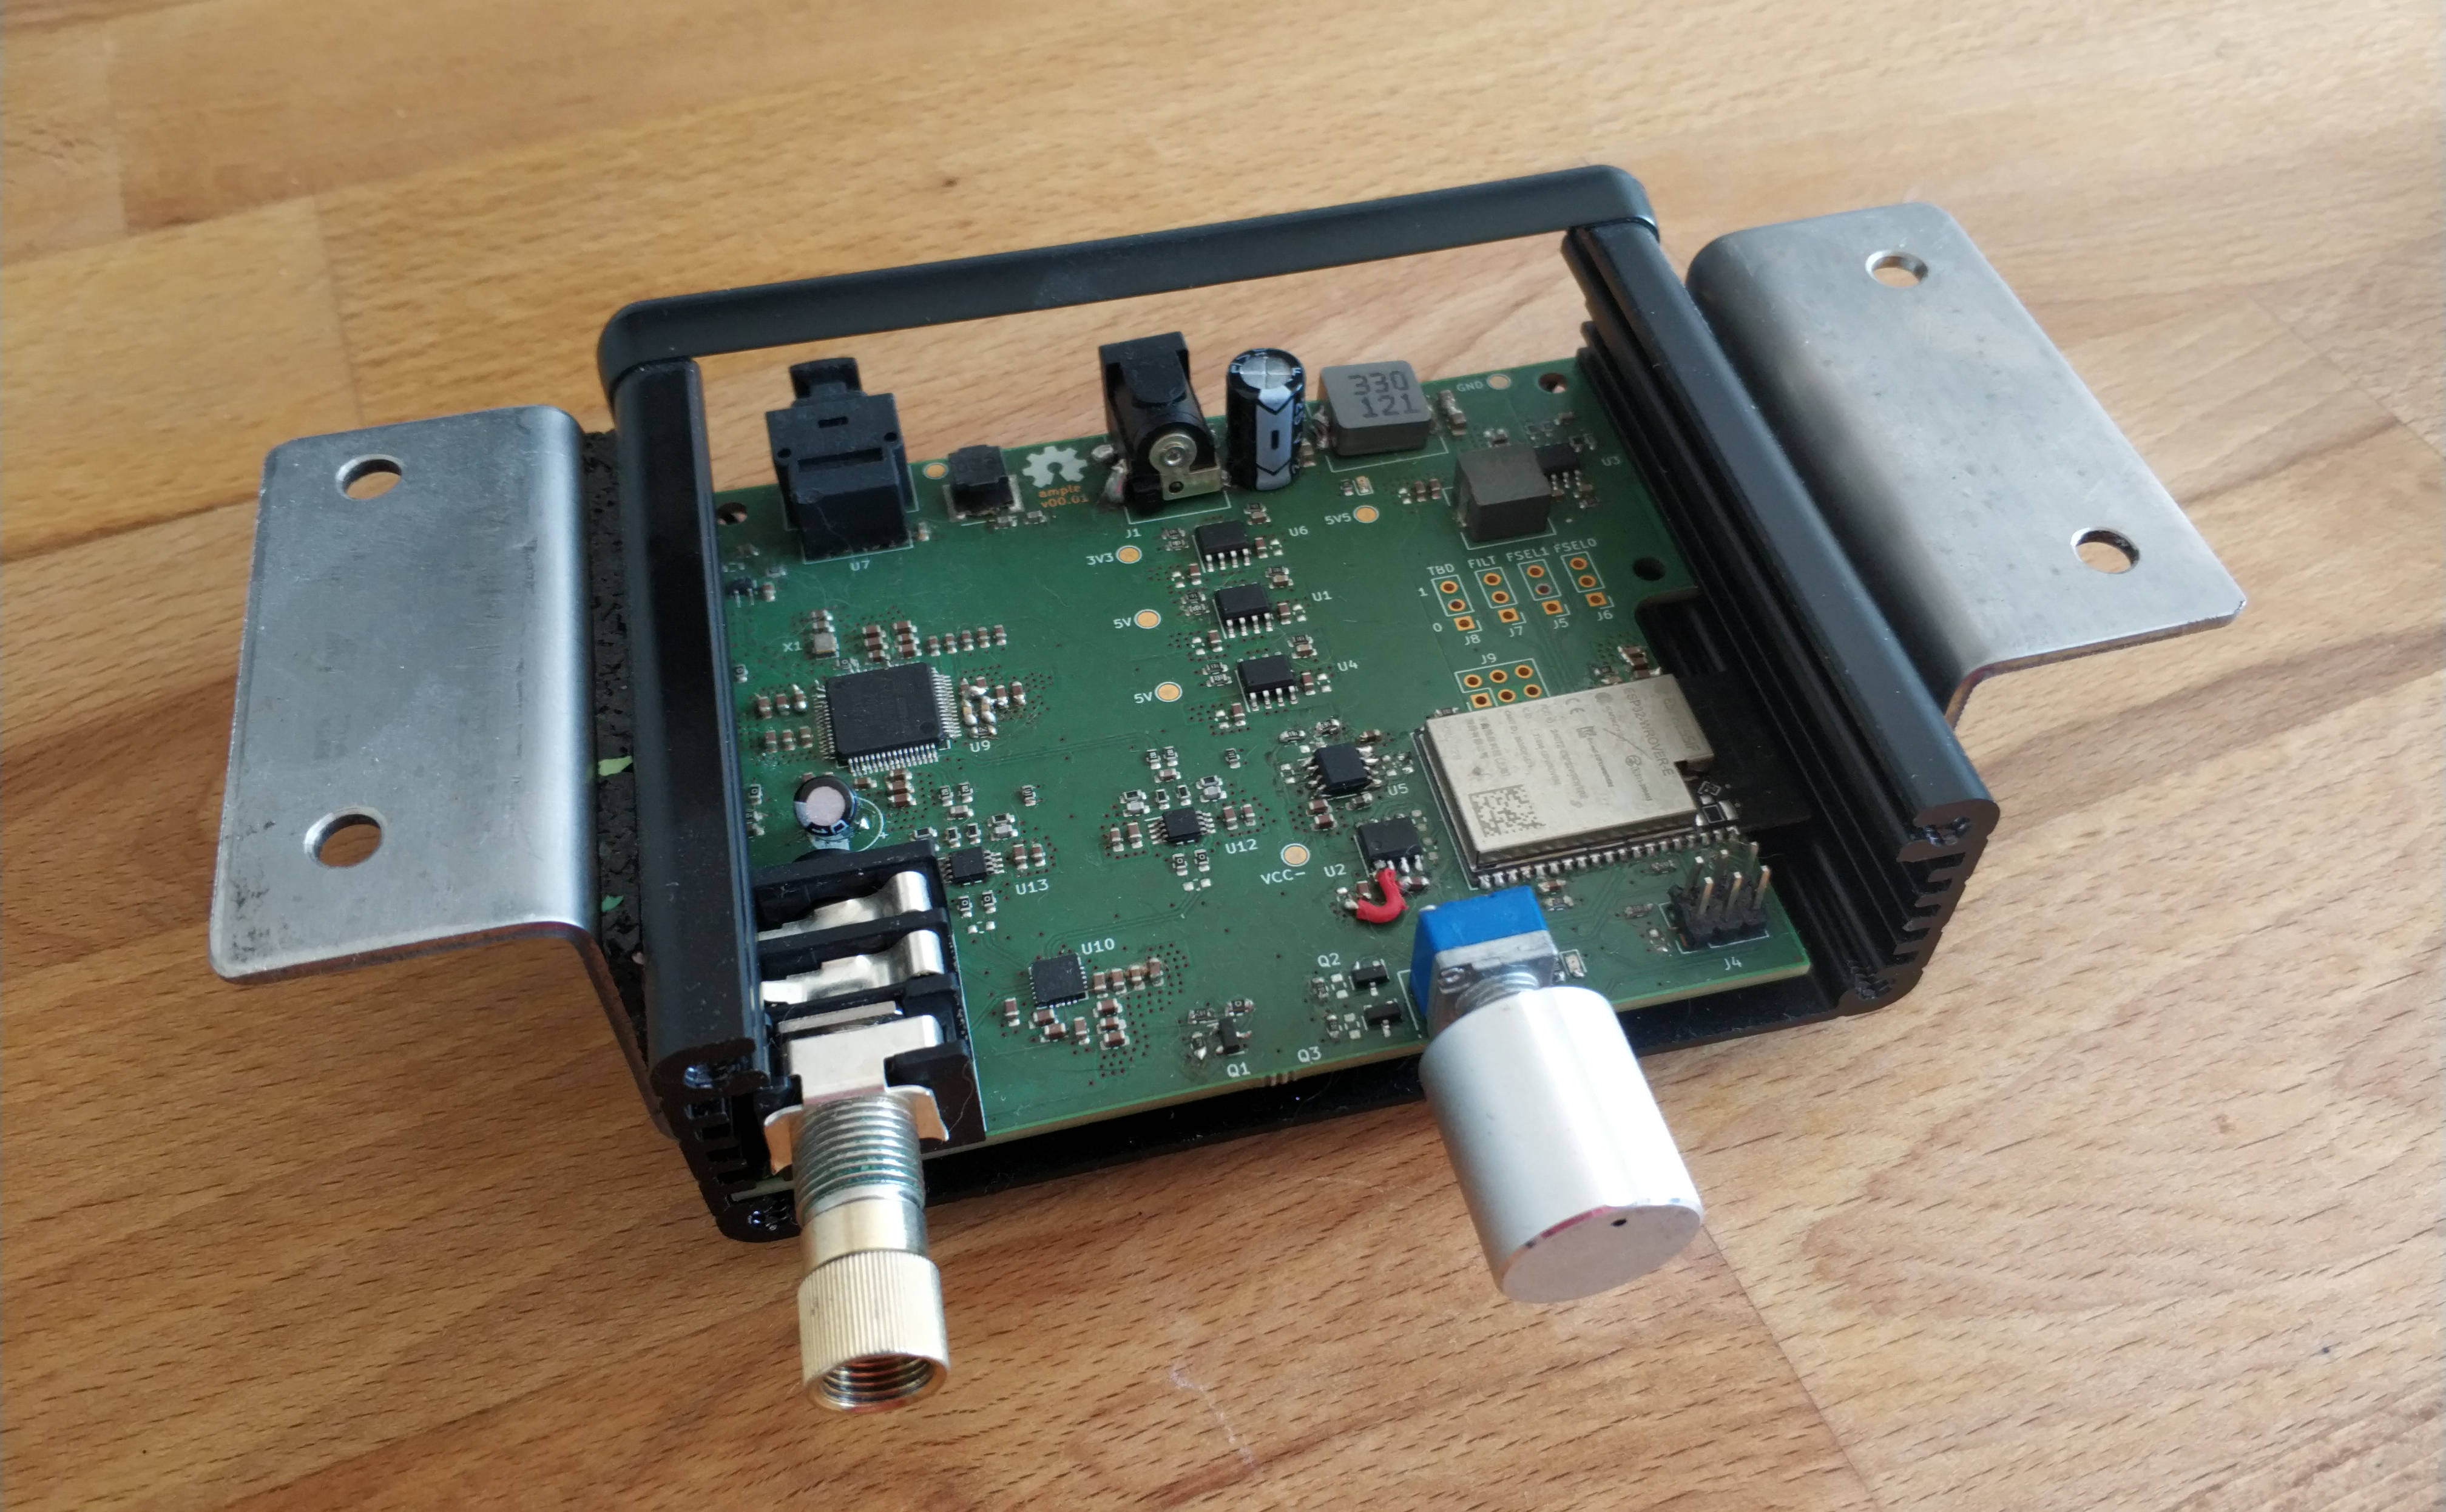 330
121
GND
U3
ample
v00.01
J1
U6
5V5
3V3
U7
TBD
FILT
FSEL1
FSEL0
1
0
J8
J7
J5
J6
U1
5V
X1
U4
J9
5V
U9
ESP32-WROVER-E
CE
U5
U12
U13
VCC-
U2
U10
Q2
J4
Q3
Q1